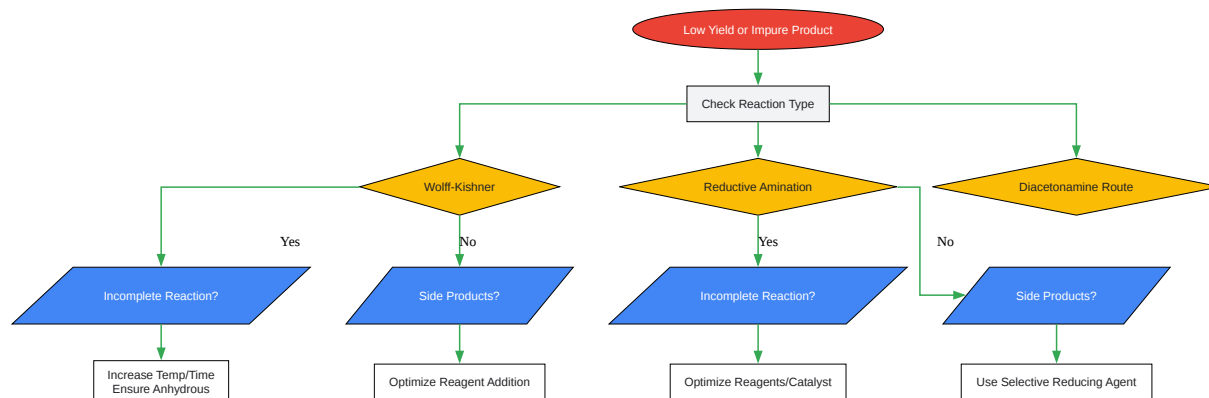 Low Yield or Impure Product
Check Reaction Type
Wolff-Kishner
Reductive Amination
Diacetonamine Route
Yes
No
Yes
No
Incomplete Reaction?
Side Products?
Incomplete Reaction?
Side Products?
Increase Temp/Time
Ensure Anhydrous
Optimize Reagent Addition
Optimize Reagents/Catalyst
Use Selective Reducing Agent